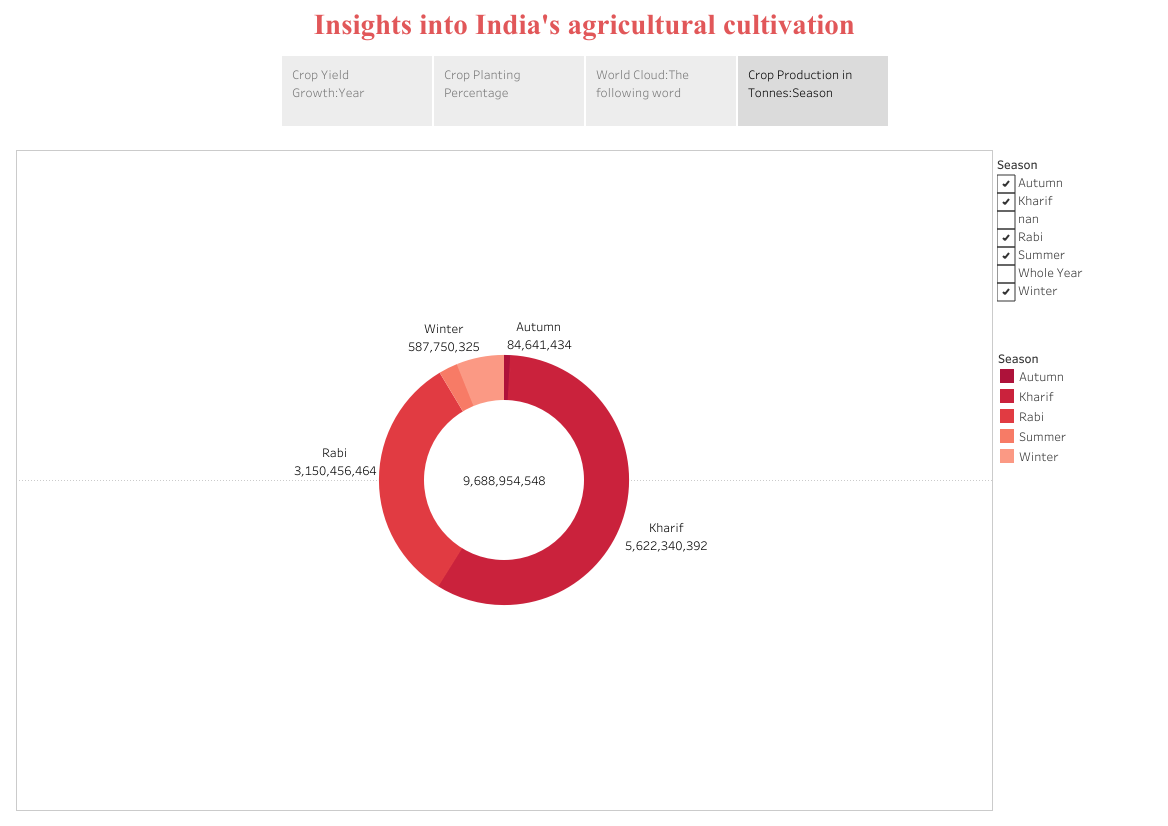 Insights into India's agricultural cultivation
Crop Yield
Growth:Year
Crop Planting
Percentage
World Cloud:The
following word
Crop Production in
Tonnes:Season
Season
Autumn
Kharif
nan
Rabi
Summer
Whole Year
Winter
Winter
587,750,325
Autumn
84,641,434
Rabi
3,150,456,464
9,688,954,548
Kharif
5,622,340,392
Season
Autumn
Kharif
Rabi
Summer
Winter